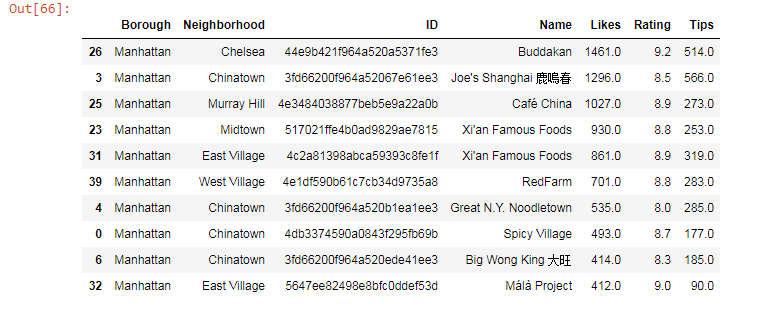 Out[66]:
Borough Neighborhood ID Name Likes Rating Tips
26 Manhattan Chelsea 44e9b421f964a520a5371fe3 Buddakan 1461.0 9.2 514.0
3 Manhattan Chinatown 3fd66200f964a52067e61ee3 Joe's Shanghai 鹿鳴春 1296.0 8.5 566.0
25 Manhattan Murray Hill 4e3484038877beb5e9a22a0b Café China 1027.0 8.9 273.0
23 Manhattan Midtown 517021ffe4b0ad9829ae7815 Xi'an Famous Foods 930.0 8.8 253.0
31 Manhattan East Village 4c2a81398abca59393c8fe1f Xi'an Famous Foods 861.0 8.9 319.0
39 Manhattan West Village 4e1df590b61c7cb34d9735a8 RedFarm 701.0 8.8 283.0
4 Manhattan Chinatown 3fd66200f964a520b1ea1ee3 Great N.Y. Noodletown 535.0 8.0 285.0
0 Manhattan Chinatown 4db3374590a0843f295fb69b Spicy Village 493.0 8.7 177.0
6 Manhattan Chinatown 3fd66200f964a520ede41ee3 Big Wong King 大旺 414.0 8.3 185.0
32 Manhattan East Village 5647ee82498e8bfc0ddef53d Málà Project 412.0 9.0 90.0